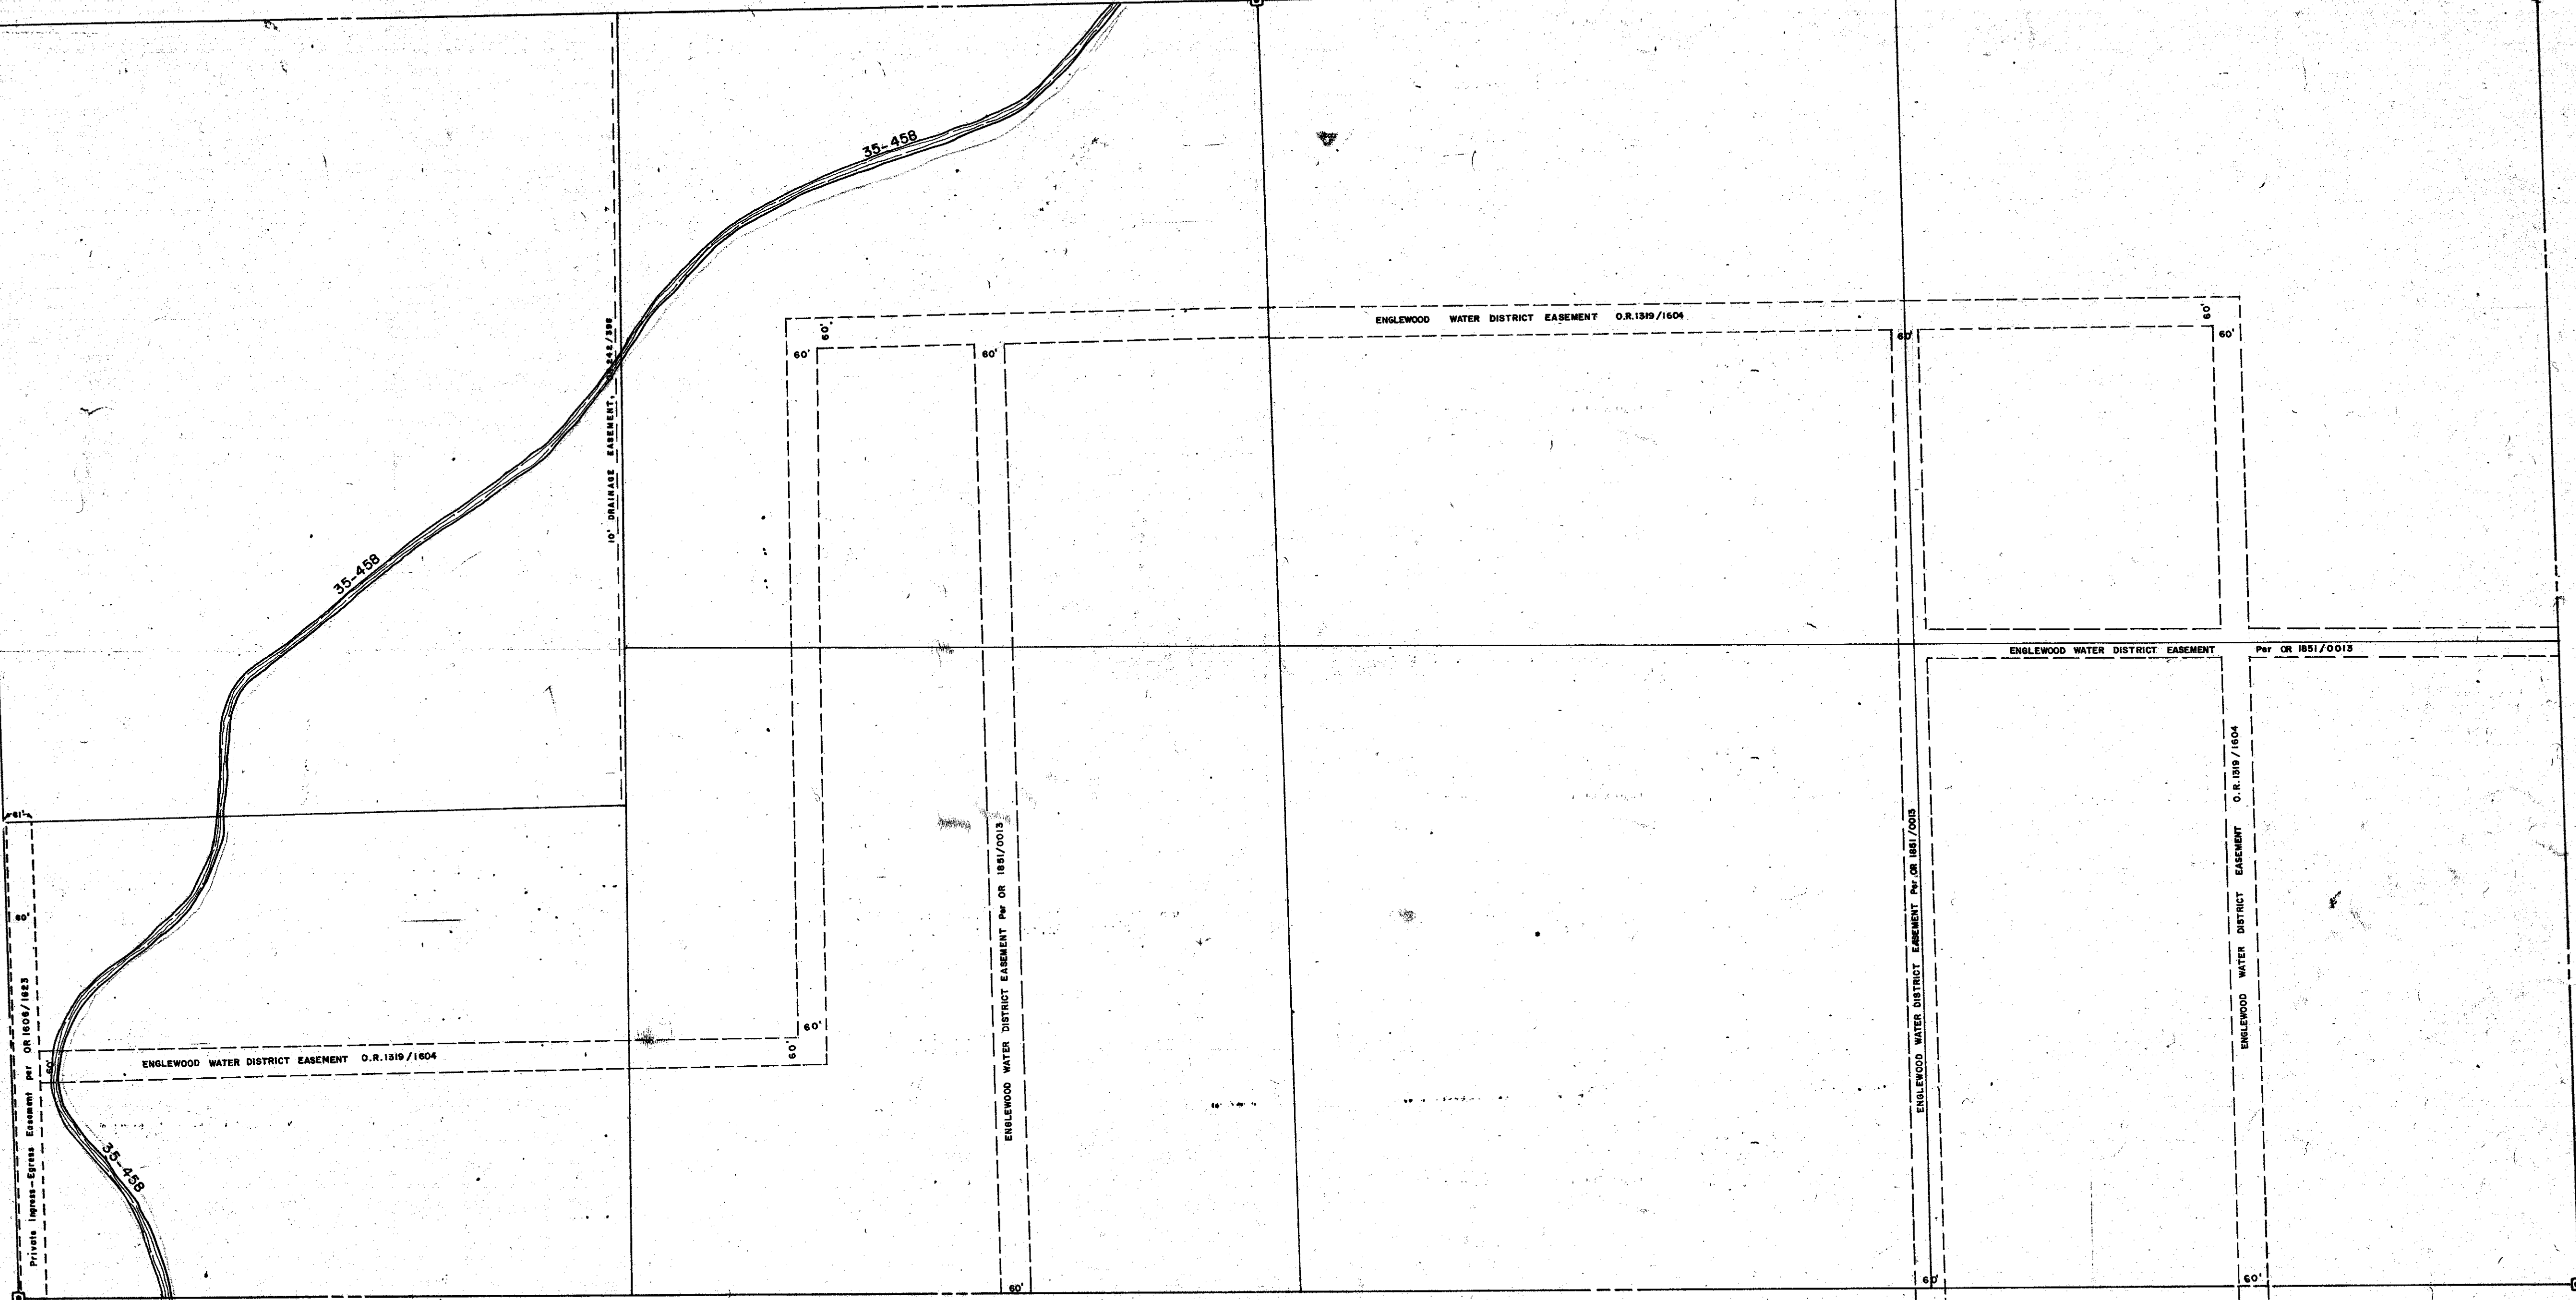 35-458
ENGLEWOOD WATER DISTRICT EASEMENT O.R.1319/1604
60'
60'
60'
60'
60'
60'
10' DRAINAGE EASEMENT,
35-458
ENGLEWOOD WATER DISTRICT EASEMENT Per OR 1851/0013
ENGLEWOOD WATER DISTRICT EASEMENT O.R.1319/1604
ENGLEWOOD WATER DISTRICT EASEMENT Per OR 1851/0013
ENGLEWOOD WATER DISTRICT EASEMENT Per OR 1851/0013
60'
Private Ingress-Egress Easement per OR 1606/1623
60'
60'
60'
ENGLEWOOD WATER DISTRICT EASEMENT O.R.1319/1604
35-458
60'
60'
60'